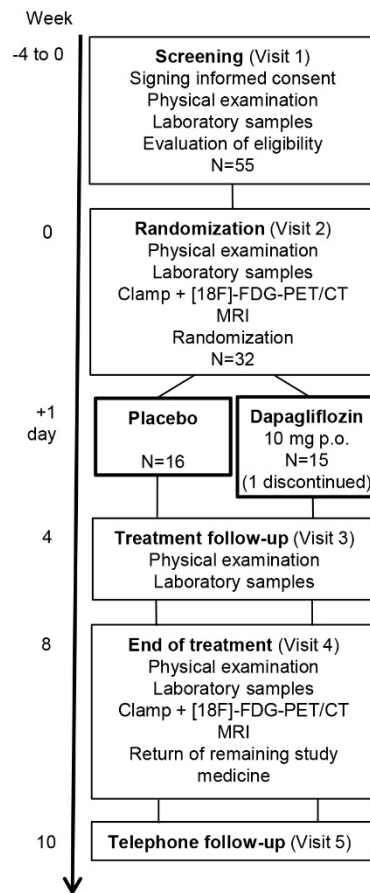 Week
-4 to 0
Screening (Visit 1)
Signing informed consent
Physical examination
Laboratory samples
Evaluation of eligibility
N=55
0
Randomization (Visit 2)
Physical examination
Laboratory samples
Clamp + [18F]-FDG-PET/CT
MRI
Randomization
N=32
+1
day
Placebo
N=16
Dapagliflozin
10 mg p.o.
N=15
(1 discontinued)
4
Treatment follow-up (Visit 3)
Physical examination
Laboratory samples
8
End of treatment (Visit 4)
Physical examination
Laboratory samples
Clamp + [18F]-FDG-PET/CT
MRI
Return of remaining study
medicine
10
Telephone follow-up (Visit 5)